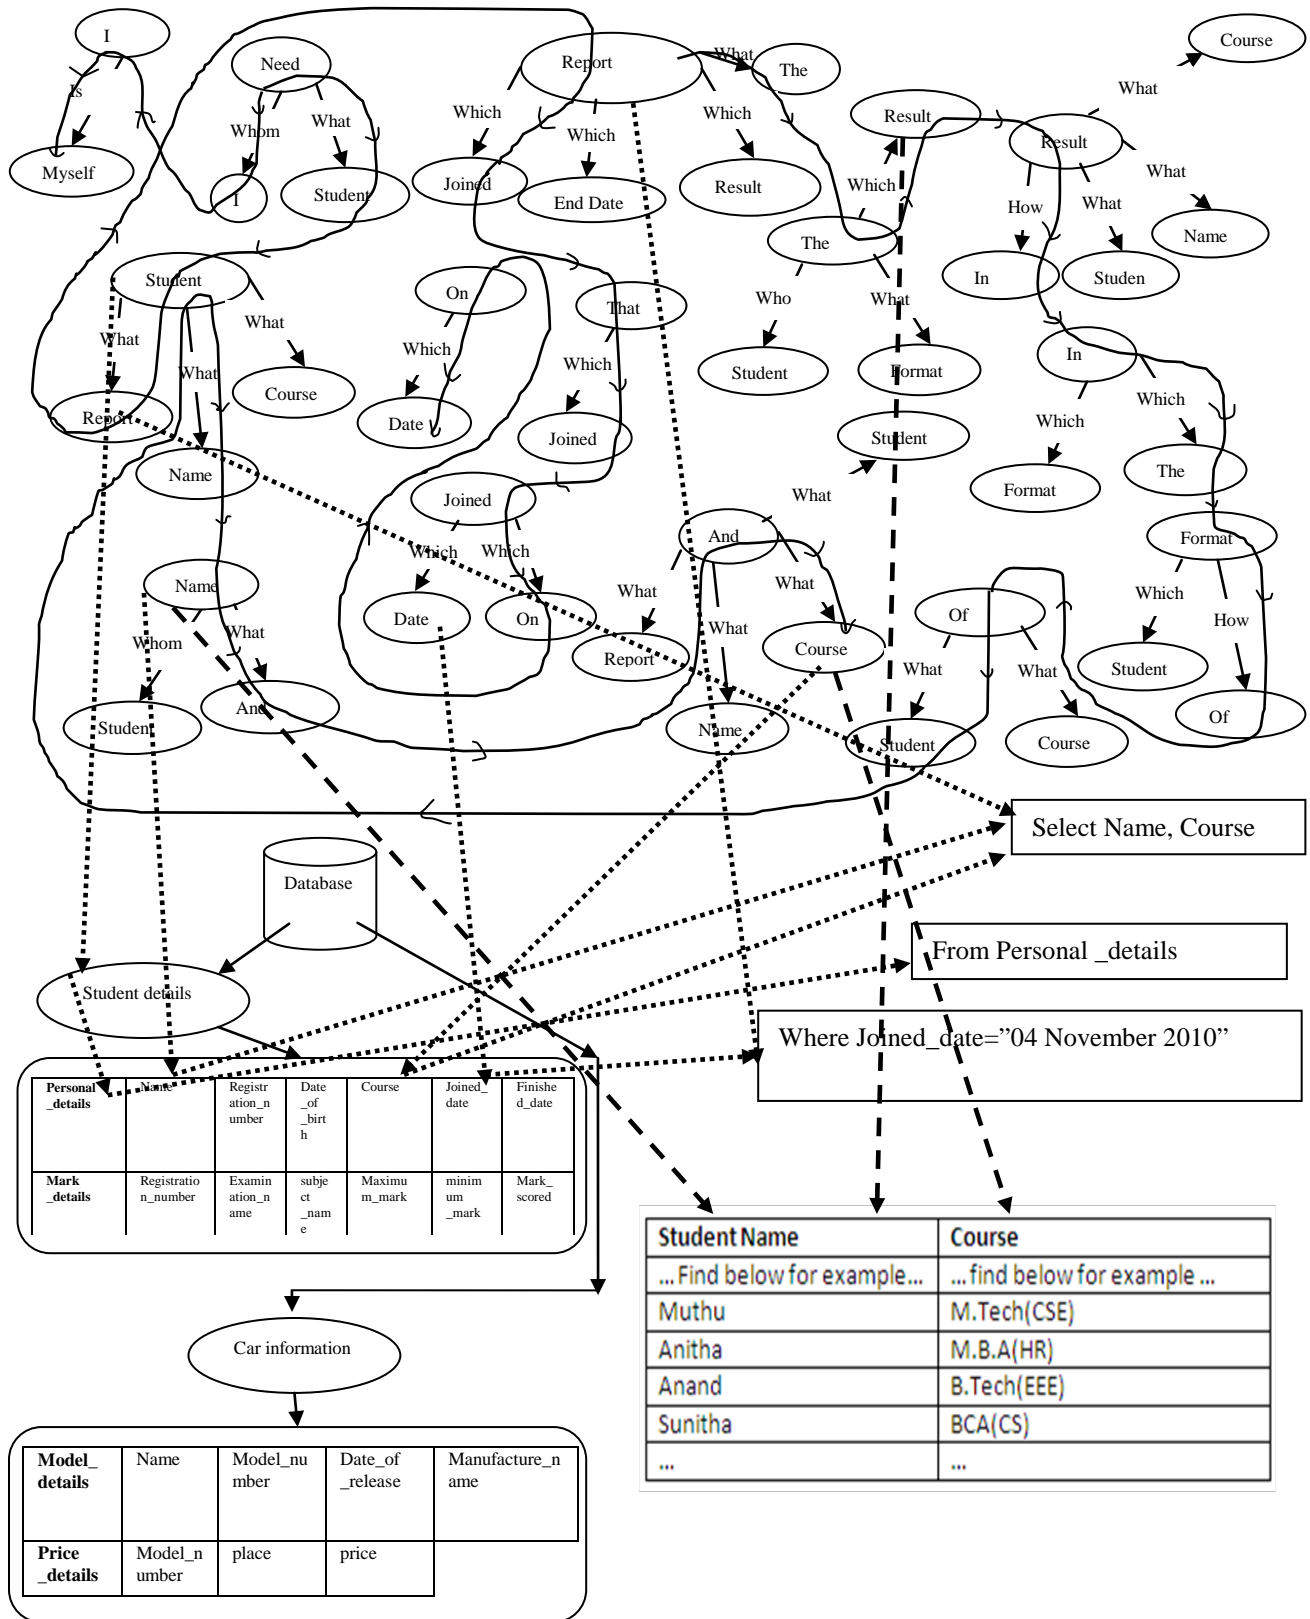 I
Is
Myself
Need
Whom
What
I
Student
Report
What
The
Which
Which
Which
Joined
End Date
Result
Course
What
Result
Result
Which
What
How
What
Name
In
Studen
The
Who
What
Student
Format
Student
What
Student
What
What
What
Report
Name
Course
On
Which
Date
That
Which
Joined
In
Which
Which
Format
The
Joined
Which
Which
Date
On
And
What
What
What
Report
Name
Course
Format
Which
How
Student
Of
Name
Whom
What
Student
And
Of
What
What
Student
Course
Select Name, Course
Database
From Personal _details
Student details
Where Joined_date=”04 November 2010”
Personal
_details
Name
Registr
ation_n
umber
Date
_of
_birt
h
Course
Joined_
date
Finishe
d_date
Mark
_details
Registratio
n_number
Examin
ation_n
ame
subje
ct
_nam
e
Maximu
m_mark
minim
um
_mark
Mark_
scored
Student Name Course
... Find below for example... ... find below for example ...
Muthu M.Tech(CSE)
Anitha M.B.A(HR)
Anand B.Tech(EEE)
Sunitha BCA(CS)
... ...
Car information
Model_
details
Name
Model_nu
mber
Date_of
_release
Manufacture_n
ame
Price
_details
Model_n
umber
place
price